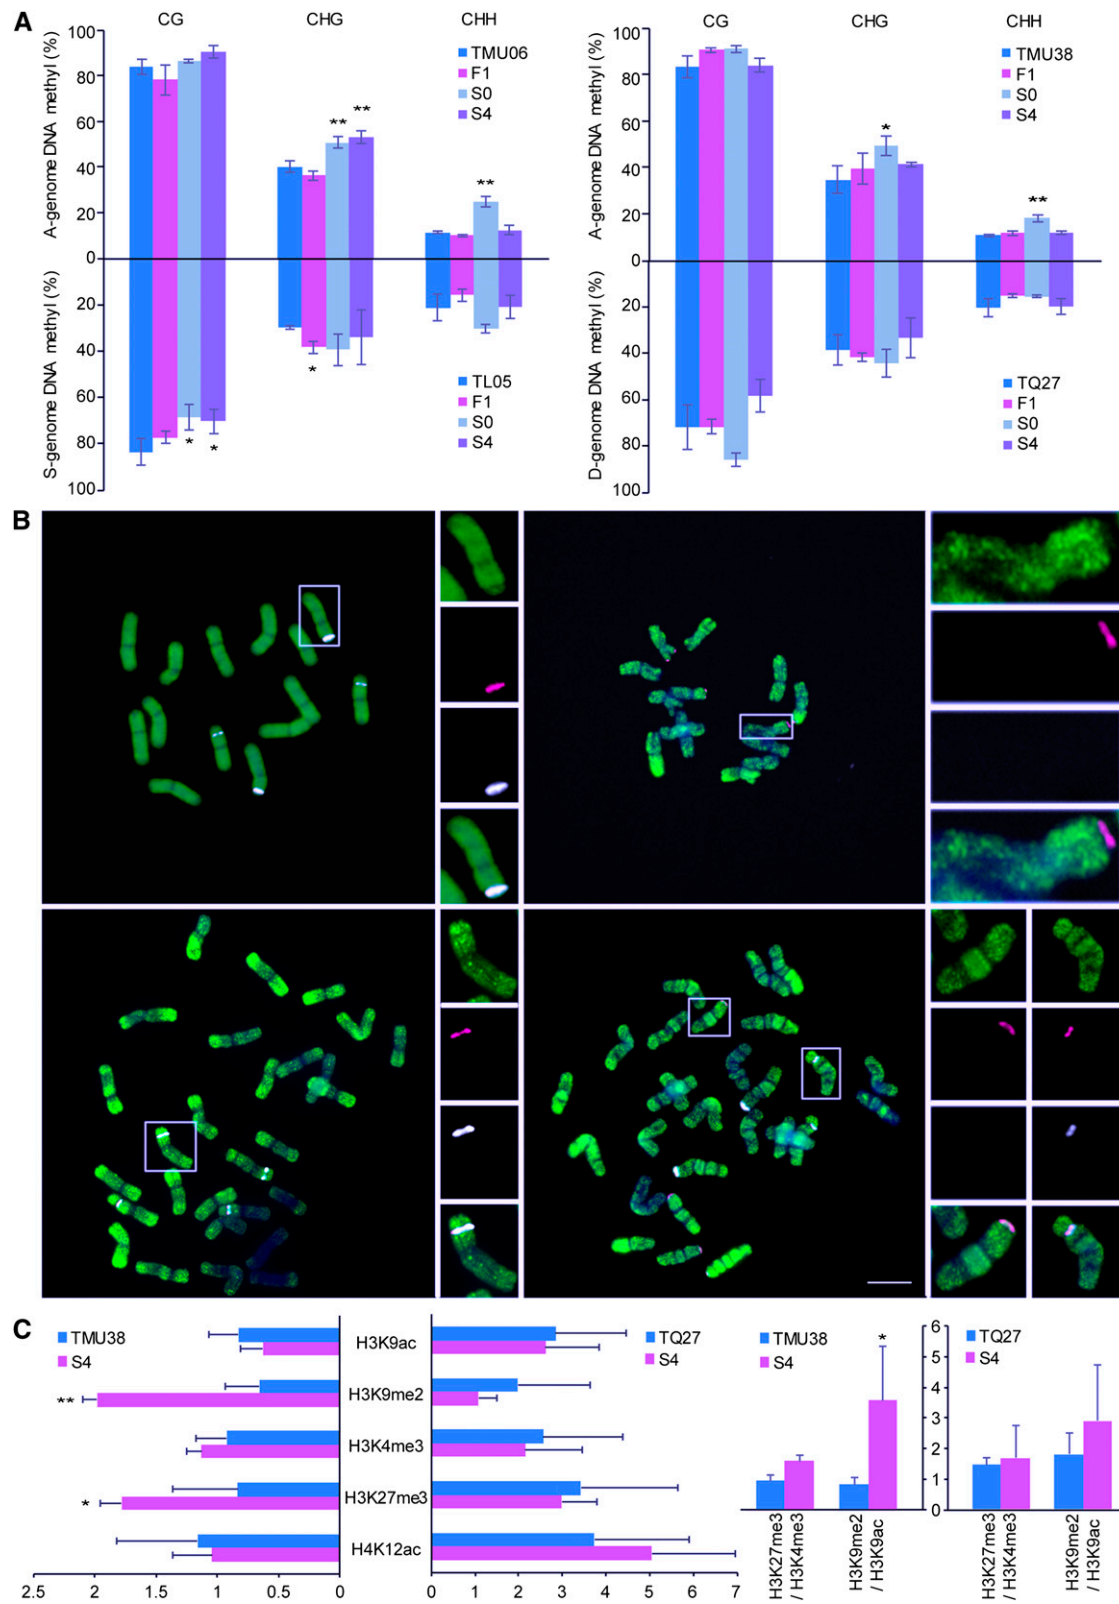 A
CG CHG CHH
A-genome DNA methyl (%)
100
80
60
40
20
0
TMU06
F1
S0
S4
** ** **
S-genome DNA methyl (%)
20
40
60
80
100
TL05
F1
S0
S4
* * *
CG CHG CHH
A-genome DNA methyl (%)
100
80
60
40
20
0
TMU38
F1
S0
S4
* **
D-genome DNA methyl (%)
20
40
60
80
100
TQ27
F1
S0
S4
B
C
TMU38
S4
**
*
2.5 2 1.5 1 0.5 0
H3K9ac
H3K9me2
H3K4me3
H3K27me3
H4K12ac
TQ27
S4
0 1 2 3 4 5 6 7
TMU38
S4
*
H3K27me3
/ H3K4me3
H3K9me2
/ H3K9ac
6
5
4
3
2
1
0
TQ27
S4
H3K27me3
/ H3K4me3
H3K9me2
/ H3K9ac